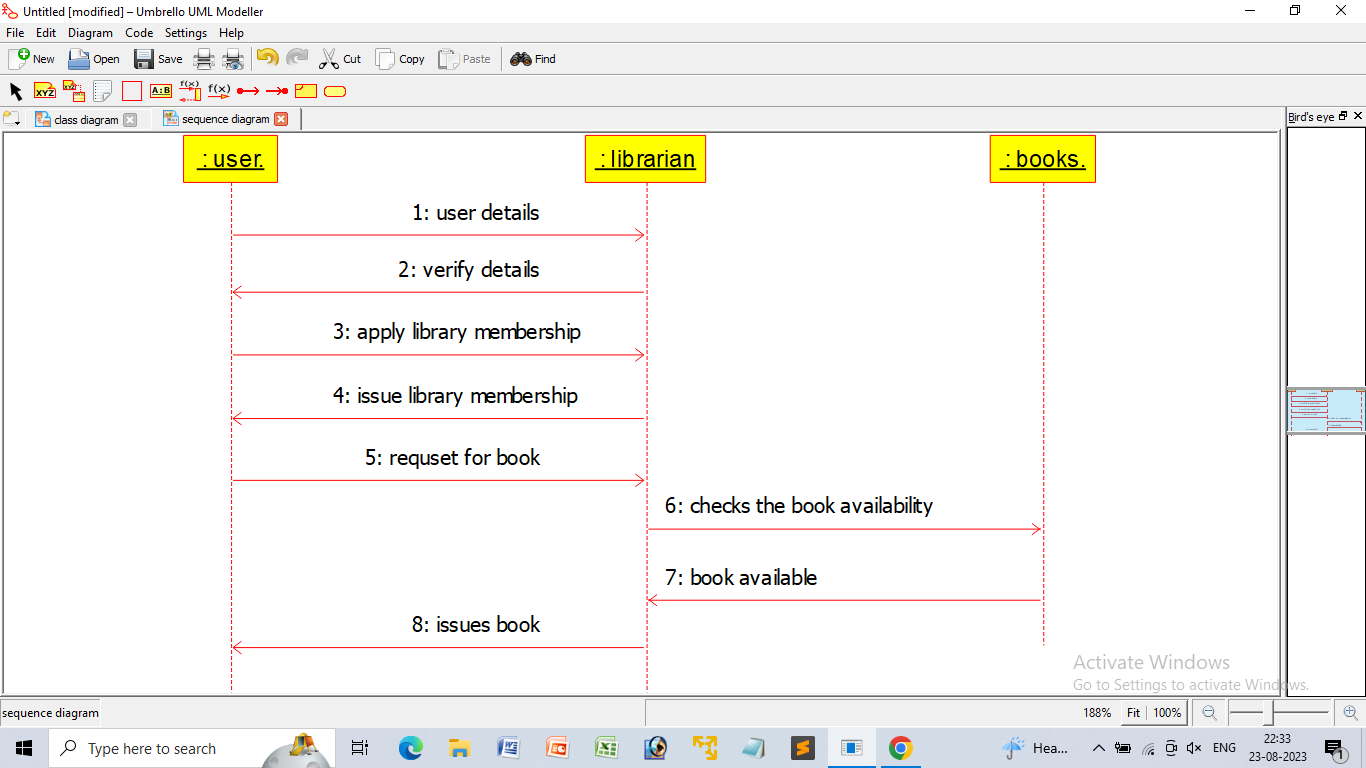 Untitled [modified] – Umbrello UML Modeller
File Edit Diagram Code Settings Help
New Open Save Cut Copy Paste Find
XYZ XYZ A:B f(x) f(x)
class diagram sequence diagram Bird's eye
: user. : librarian : books.
1: user details
2: verify details
3: apply library membership
4: issue library membership
5: requset for book
6: checks the book availability
7: book available
8: issues book
Activate Windows
Go to Settings to activate Windows.
sequence diagram 188% Fit 100%
Type here to search Hea... ENG 22:33
23-08-2023 1